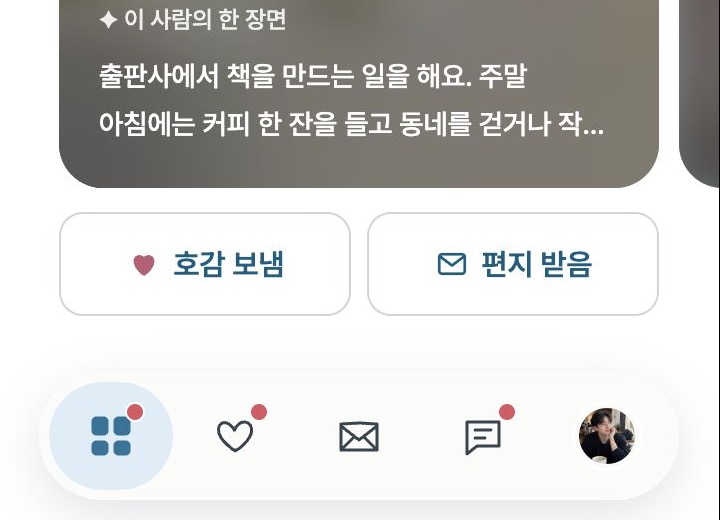 ✦ 이 사람의 한 장면
출판사에서 책을 만드는 일을 해요. 주말
아침에는 커피 한 잔을 들고 동네를 걷거나 작...
호감 보냄
편지 받음